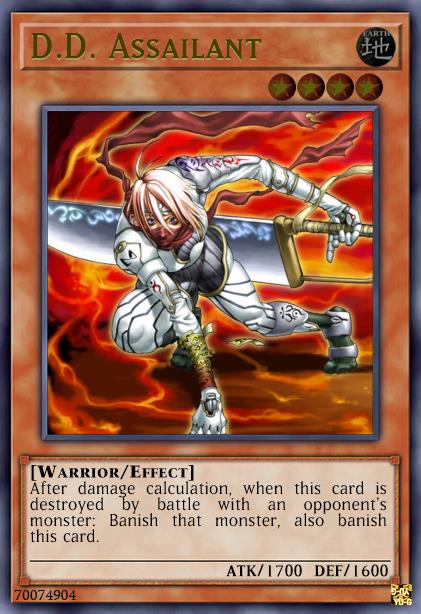 D.D. Assailant
EARTH
地
[Warrior/Effect]
After damage calculation, when this card is
destroyed by battle with an opponent's
monster: Banish that monster, also banish
this card.
ATK/1700 DEF/1600
70074904